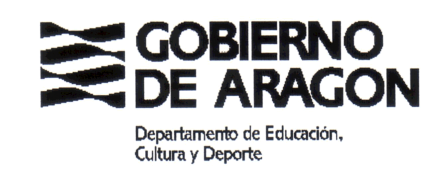 GOBIERNO
DE ARAGON
Departamento de Educación,
Cultura y Deporte